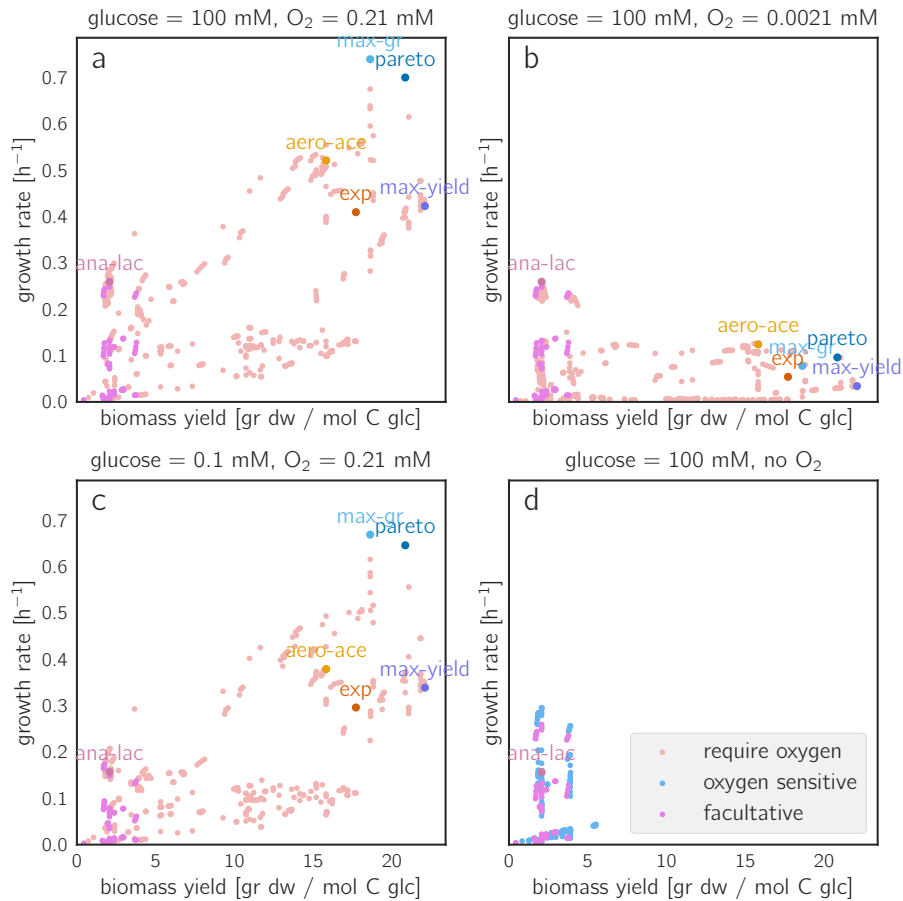 glucose = 100 mM, O₂ = 0.21 mM
a
max-gr
pareto
aero-ace
exp
max-yield
ana-lac
growth rate [h⁻¹]
0.7
0.6
0.5
0.4
0.3
0.2
0.1
0.0
biomass yield [gr dw / mol C glc]
glucose = 100 mM, O₂ = 0.0021 mM
b
ana-lac
aero-ace
pareto
max-gr
exp
max-yield
growth rate [h⁻¹]
biomass yield [gr dw / mol C glc]
glucose = 0.1 mM, O₂ = 0.21 mM
c
max-gr
pareto
aero-ace
max-yield
exp
ana-lac
growth rate [h⁻¹]
0.7
0.6
0.5
0.4
0.3
0.2
0.1
0.0
0 5 10 15 20
biomass yield [gr dw / mol C glc]
glucose = 100 mM, no O₂
d
ana-lac
growth rate [h⁻¹]
require oxygen
oxygen sensitive
facultative
0 5 10 15 20
biomass yield [gr dw / mol C glc]